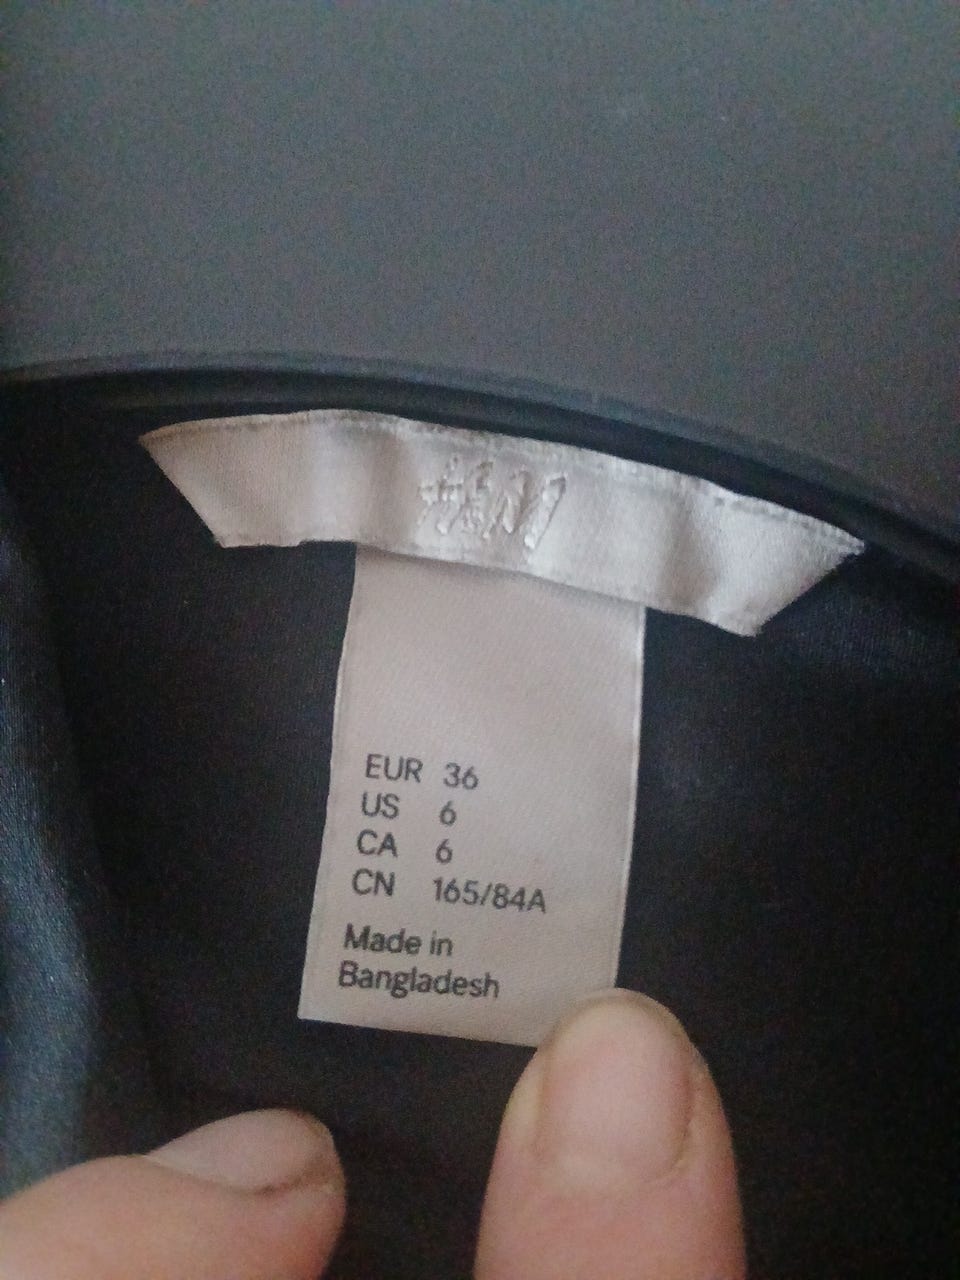 H&M
EUR 36
US 6
CA 6
CN 165/84A
Made in
Bangladesh